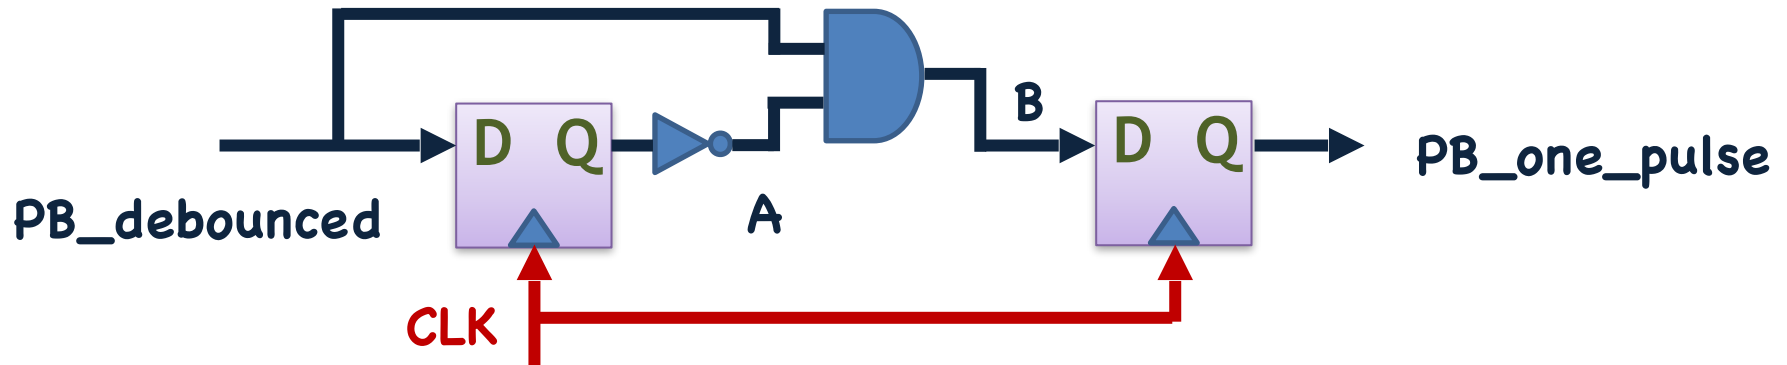 PB_debounced
D Q
A
CLK
B
D Q
PB_one_pulse